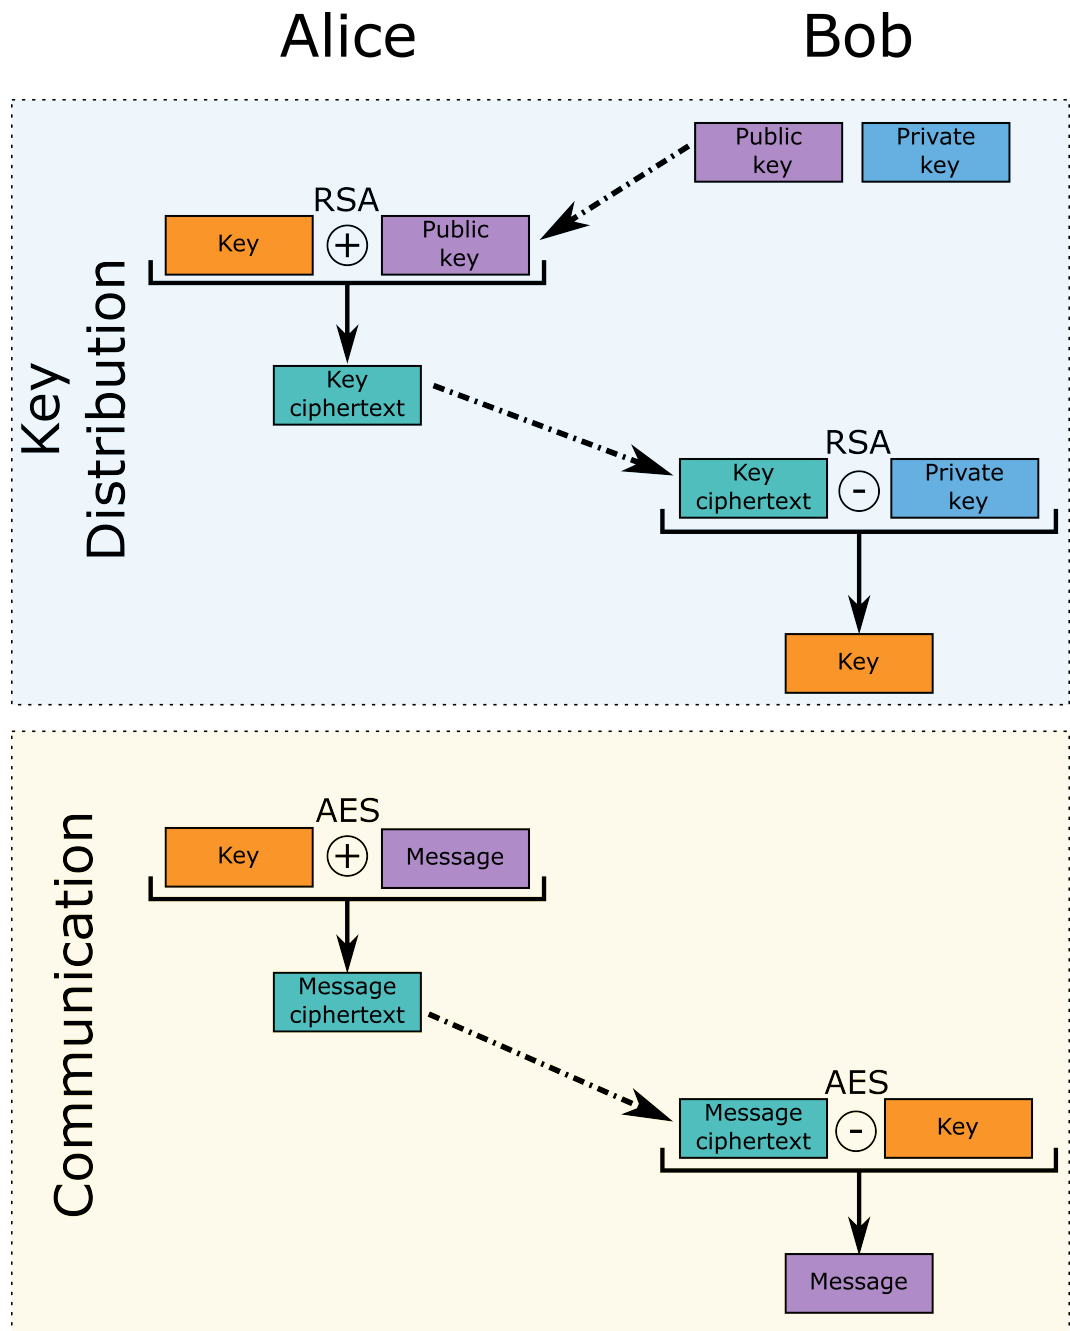 Alice
Bob
Key
Distribution
Public
key
Private
key
RSA
Key
+
Public
key
Key
ciphertext
RSA
Key
ciphertext
-
Private
key
Key
Communication
AES
Key
+
Message
Message
ciphertext
AES
Message
ciphertext
-
Key
Message